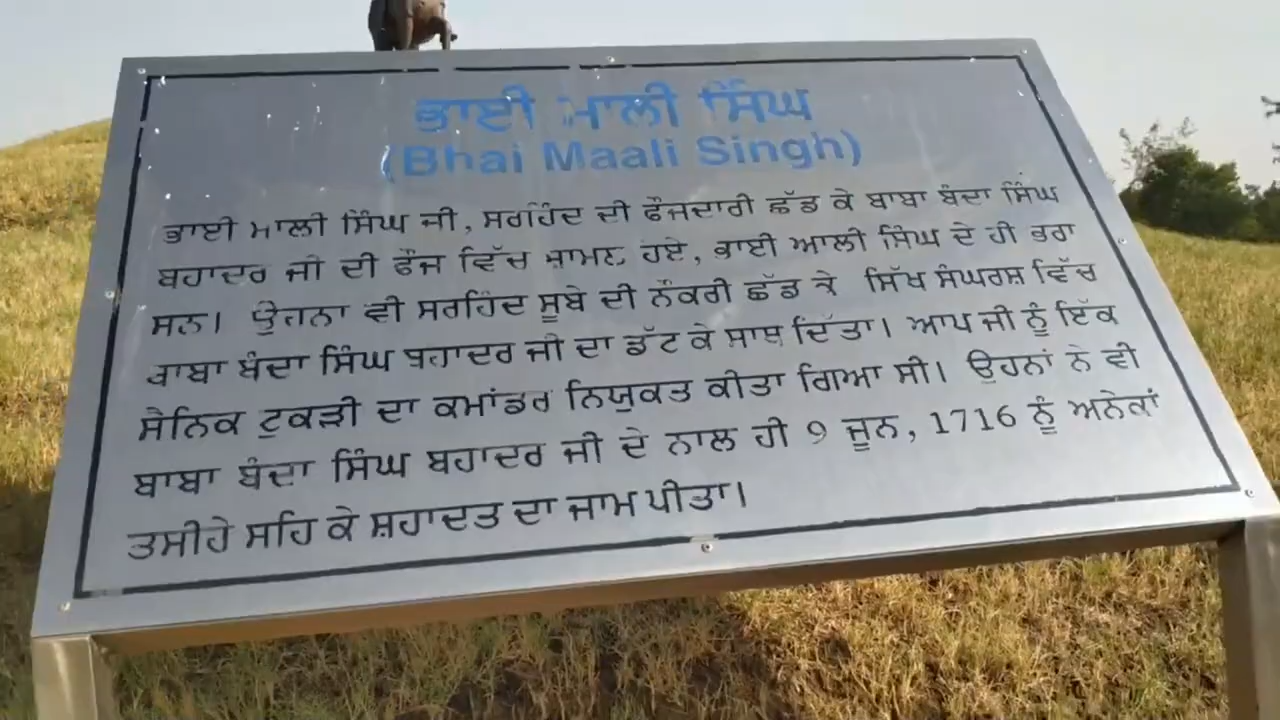 ਭਾਈ ਮਾਲੀ ਸਿੰਘ
(Bhai Maali Singh)
ਭਾਈ ਮਾਲੀ ਸਿੰਘ ਜੀ, ਸਰਹਿੰਦ ਦੀ ਫੌਜਦਾਰੀ ਛੱਡ ਕੇ ਬਾਬਾ ਬੰਦਾ ਸਿੰਘ
ਬਹਾਦਰ ਜੀ ਦੀ ਫੌਜ ਵਿੱਚ ਸ਼ਾਮਲ ਹੋਏ, ਭਾਈ ਆਲੀ ਸਿੰਘ ਦੇ ਹੀ ਭਰਾ
ਸਨ। ਉਹਨਾ ਵੀ ਸਰਹਿੰਦ ਸੂਬੇ ਦੀ ਨੌਕਰੀ ਛੱਡ ਕੇ ਸਿੱਖ ਸੰਘਰਸ਼ ਵਿੱਚ
ਬਾਬਾ ਬੰਦਾ ਸਿੰਘ ਬਹਾਦਰ ਜੀ ਦਾ ਡੱਟ ਕੇ ਸਾਥ ਦਿੱਤਾ। ਆਪ ਜੀ ਨੂੰ ਇੱਕ
ਸੈਨਿਕ ਟੁਕੜੀ ਦਾ ਕਮਾਂਡਰ ਨਿਯੁਕਤ ਕੀਤਾ ਗਿਆ ਸੀ। ਉਹਨਾਂ ਨੇ ਵੀ
ਬਾਬਾ ਬੰਦਾ ਸਿੰਘ ਬਹਾਦਰ ਜੀ ਦੇ ਨਾਲ ਹੀ 9 ਜੂਨ, 1716 ਨੂੰ ਅਨੇਕਾਂ
ਤਸੀਹੇ ਸਹਿ ਕੇ ਸ਼ਹਾਦਤ ਦਾ ਜਾਮ ਪੀਤਾ।